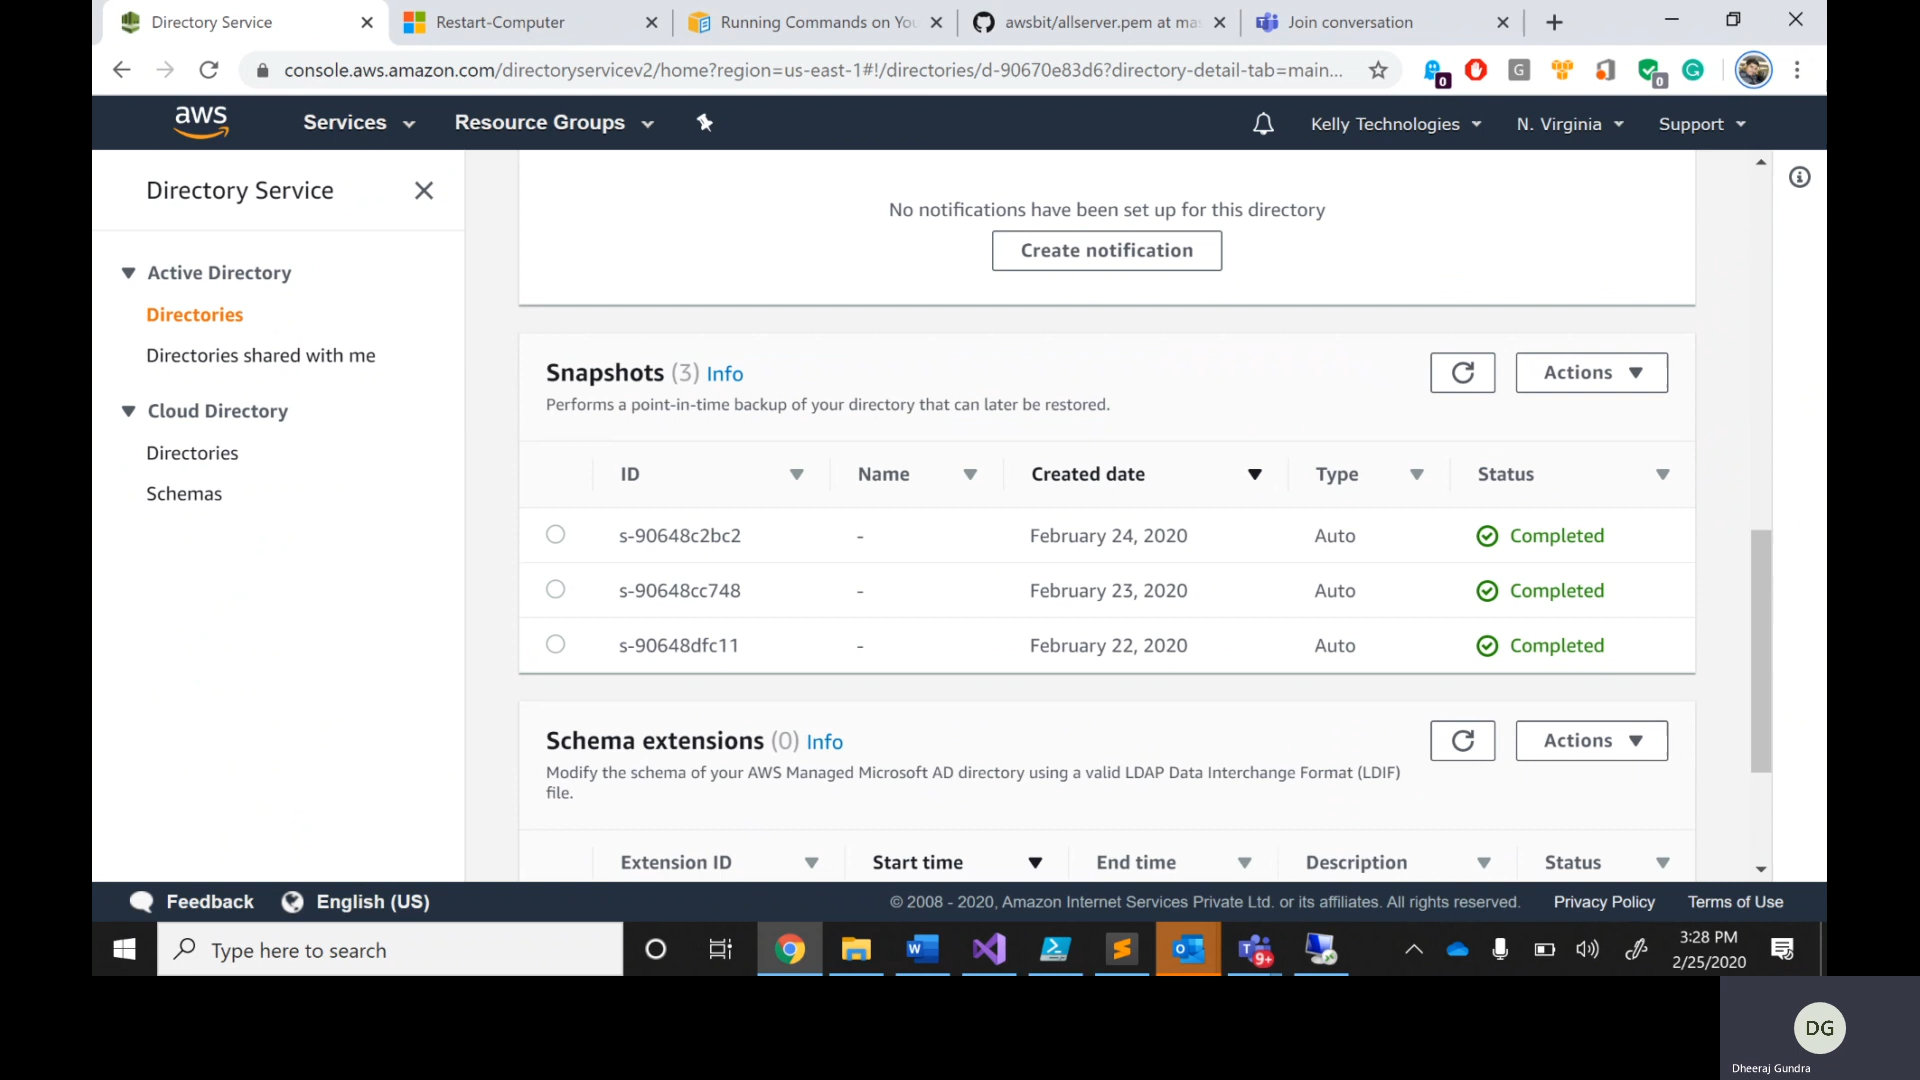 Directory Service
Restart-Computer
Running Commands on You
awsbit/allserver.pem at mas
Join conversation
console.aws.amazon.com/directoryservicev2/home?region=us-east-1#!/directories/d-90670e83d6?directory-detail-tab=main...
0
G
0
aws
Services
Resource Groups
Kelly Technologies
N. Virginia
Support
Directory Service
Active Directory
Directories
Directories shared with me
Cloud Directory
Directories
Schemas
No notifications have been set up for this directory
Create notification
Snapshots (3) Info
Actions
Performs a point-in-time backup of your directory that can later be restored.
ID Name Created date Type Status
s-90648c2bc2 - February 24, 2020 Auto Completed
s-90648cc748 - February 23, 2020 Auto Completed
s-90648dfc11 - February 22, 2020 Auto Completed
Schema extensions (0) Info
Actions
Modify the schema of your AWS Managed Microsoft AD directory using a valid LDAP Data Interchange Format (LDIF)
file.
Extension ID Start time End time Description Status
Feedback English (US)
© 2008 - 2020, Amazon Internet Services Private Ltd. or its affiliates. All rights reserved. Privacy Policy Terms of Use
Type here to search
9+
3:28 PM
2/25/2020
DG
Dheeraj Gundra